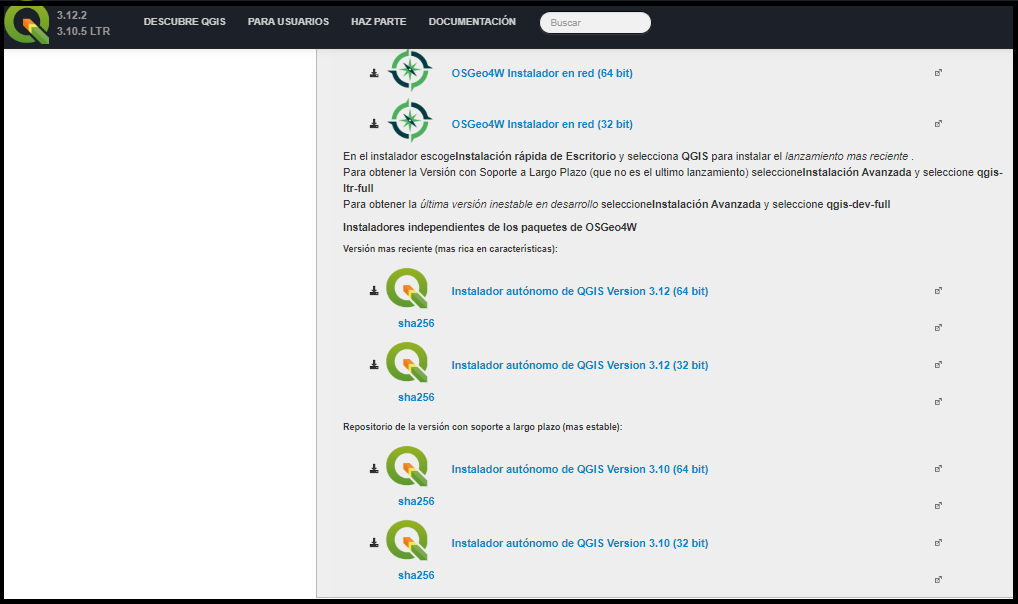 3.12.2
3.10.5 LTR
DESCUBRE QGIS PARA USUARIOS HAZ PARTE DOCUMENTACIÓN Buscar
OSGeo4W Instalador en red (64 bit)
OSGeo4W Instalador en red (32 bit)
En el instalador escogeInstalación rápida de Escritorio y selecciona QGIS para instalar el lanzamiento mas reciente .
Para obtener la Versión con Soporte a Largo Plazo (que no es el ultimo lanzamiento) seleccioneInstalación Avanzada y seleccione qgis-
ltr-full
Para obtener la última versión inestable en desarrollo seleccioneInstalación Avanzada y seleccione qgis-dev-full
Instaladores independientes de los paquetes de OSGeo4W
Versión mas reciente (mas rica en características):
Instalador autónomo de QGIS Version 3.12 (64 bit)
sha256
Instalador autónomo de QGIS Version 3.12 (32 bit)
sha256
Repositorio de la versión con soporte a largo plazo (mas estable):
Instalador autónomo de QGIS Version 3.10 (64 bit)
sha256
Instalador autónomo de QGIS Version 3.10 (32 bit)
sha256